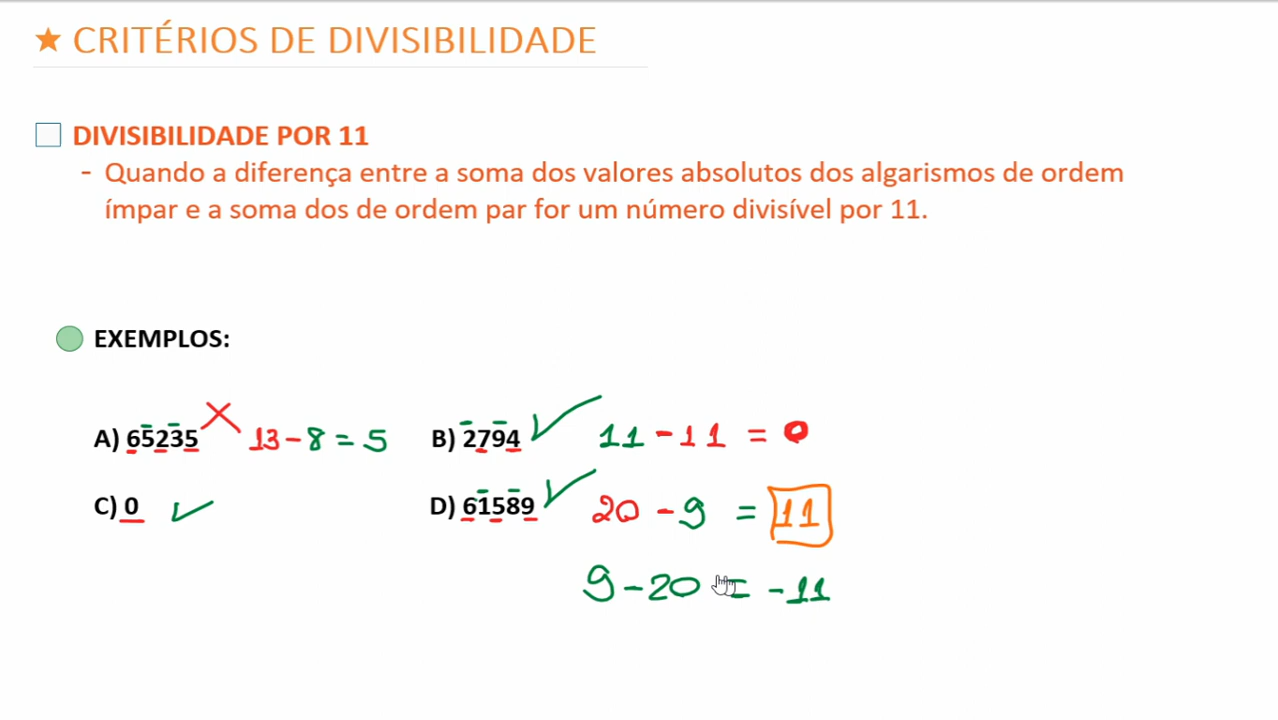 ★ CRITÉRIOS DE DIVISIBILIDADE
DIVISIBILIDADE POR 11
- Quando a diferença entre a soma dos valores absolutos dos algarismos de ordem
ímpar e a soma dos de ordem par for um número divisível por 11.
EXEMPLOS:
A) 65235 13 - 8 = 5
B) 2794 11 - 11 = 0
C) 0
D) 61589 20 - 9 = 11
9 - 20 = - 11